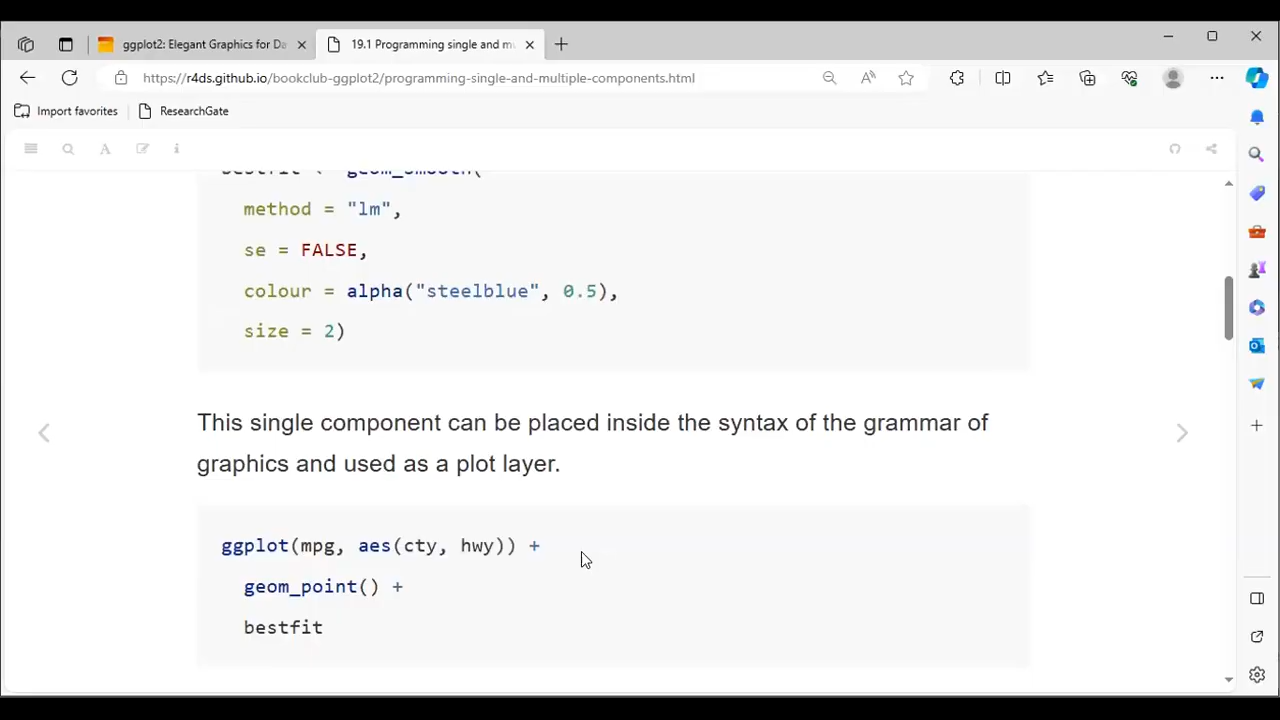 ggplot2: Elegant Graphics for Da
19.1 Programming single and mu
https://r4ds.github.io/bookclub-ggplot2/programming-single-and-multiple-components.html
Import favorites
ResearchGate
bestfit <- geom_smooth(
method = "lm",
se = FALSE,
colour = alpha("steelblue", 0.5),
size = 2)
This single component can be placed inside the syntax of the grammar of
graphics and used as a plot layer.
ggplot(mpg, aes(cty, hwy)) +
geom_point() +
bestfit